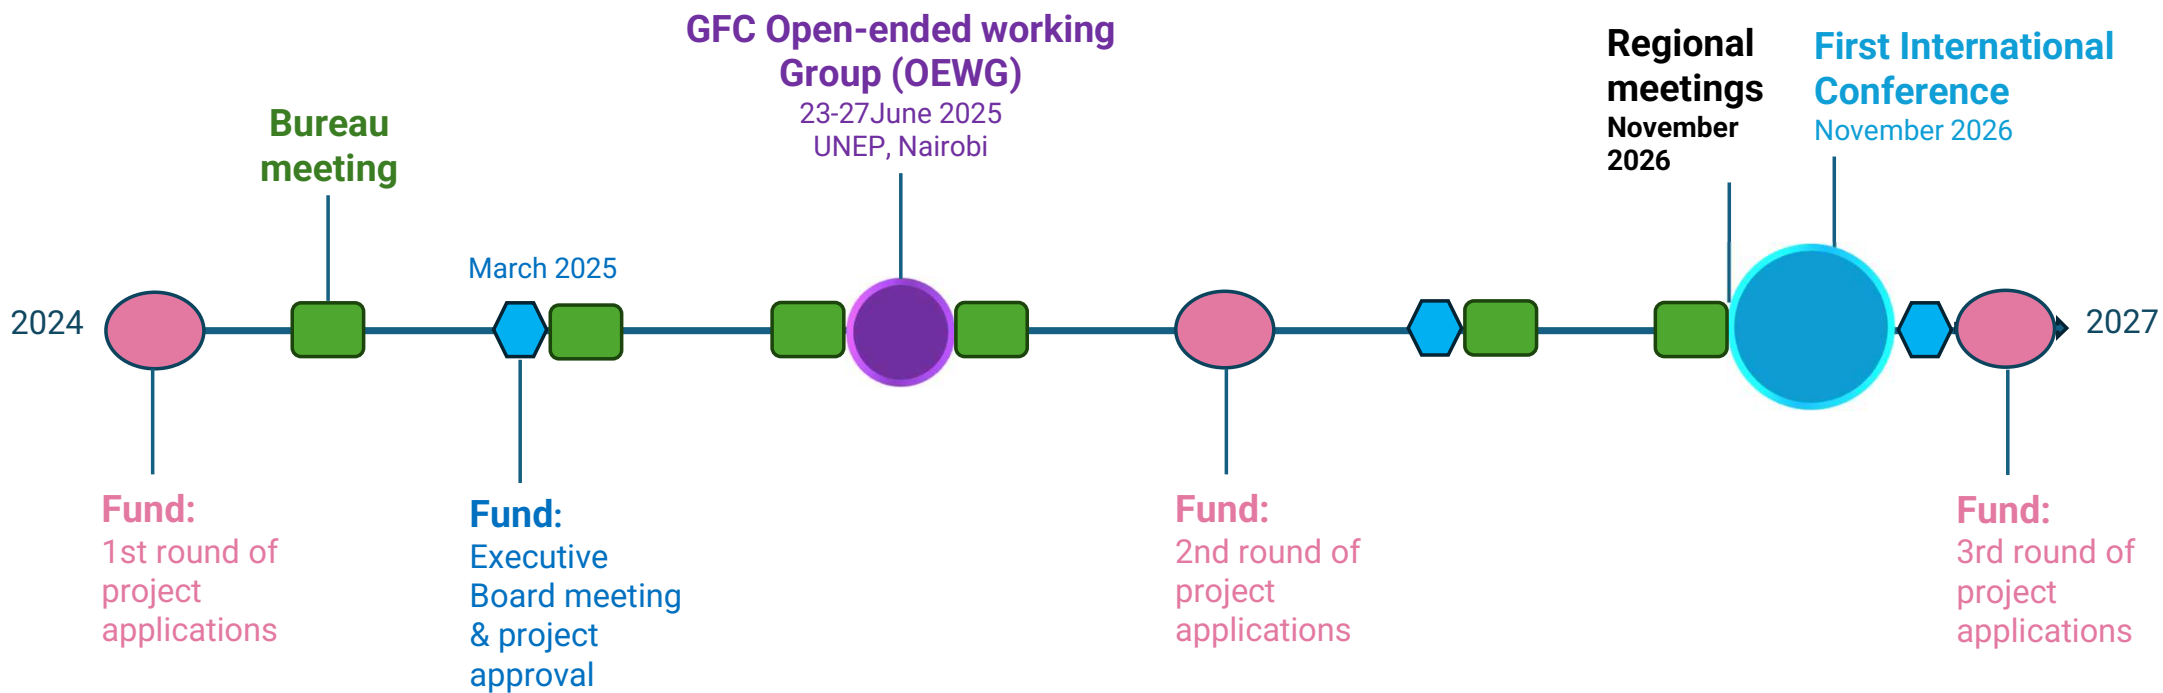 GFC Open-ended working
Group (OEWG)
23-27June 2025
UNEP, Nairobi
Regional
meetings
November
2026
First International
Conference
November 2026
Bureau
meeting
March 2025
2024
2027
Fund:
1st round of
project
applications
Fund:
Executive
Board meeting
& project
approval
Fund:
2nd round of
project
applications
Fund:
3rd round of
project
applications